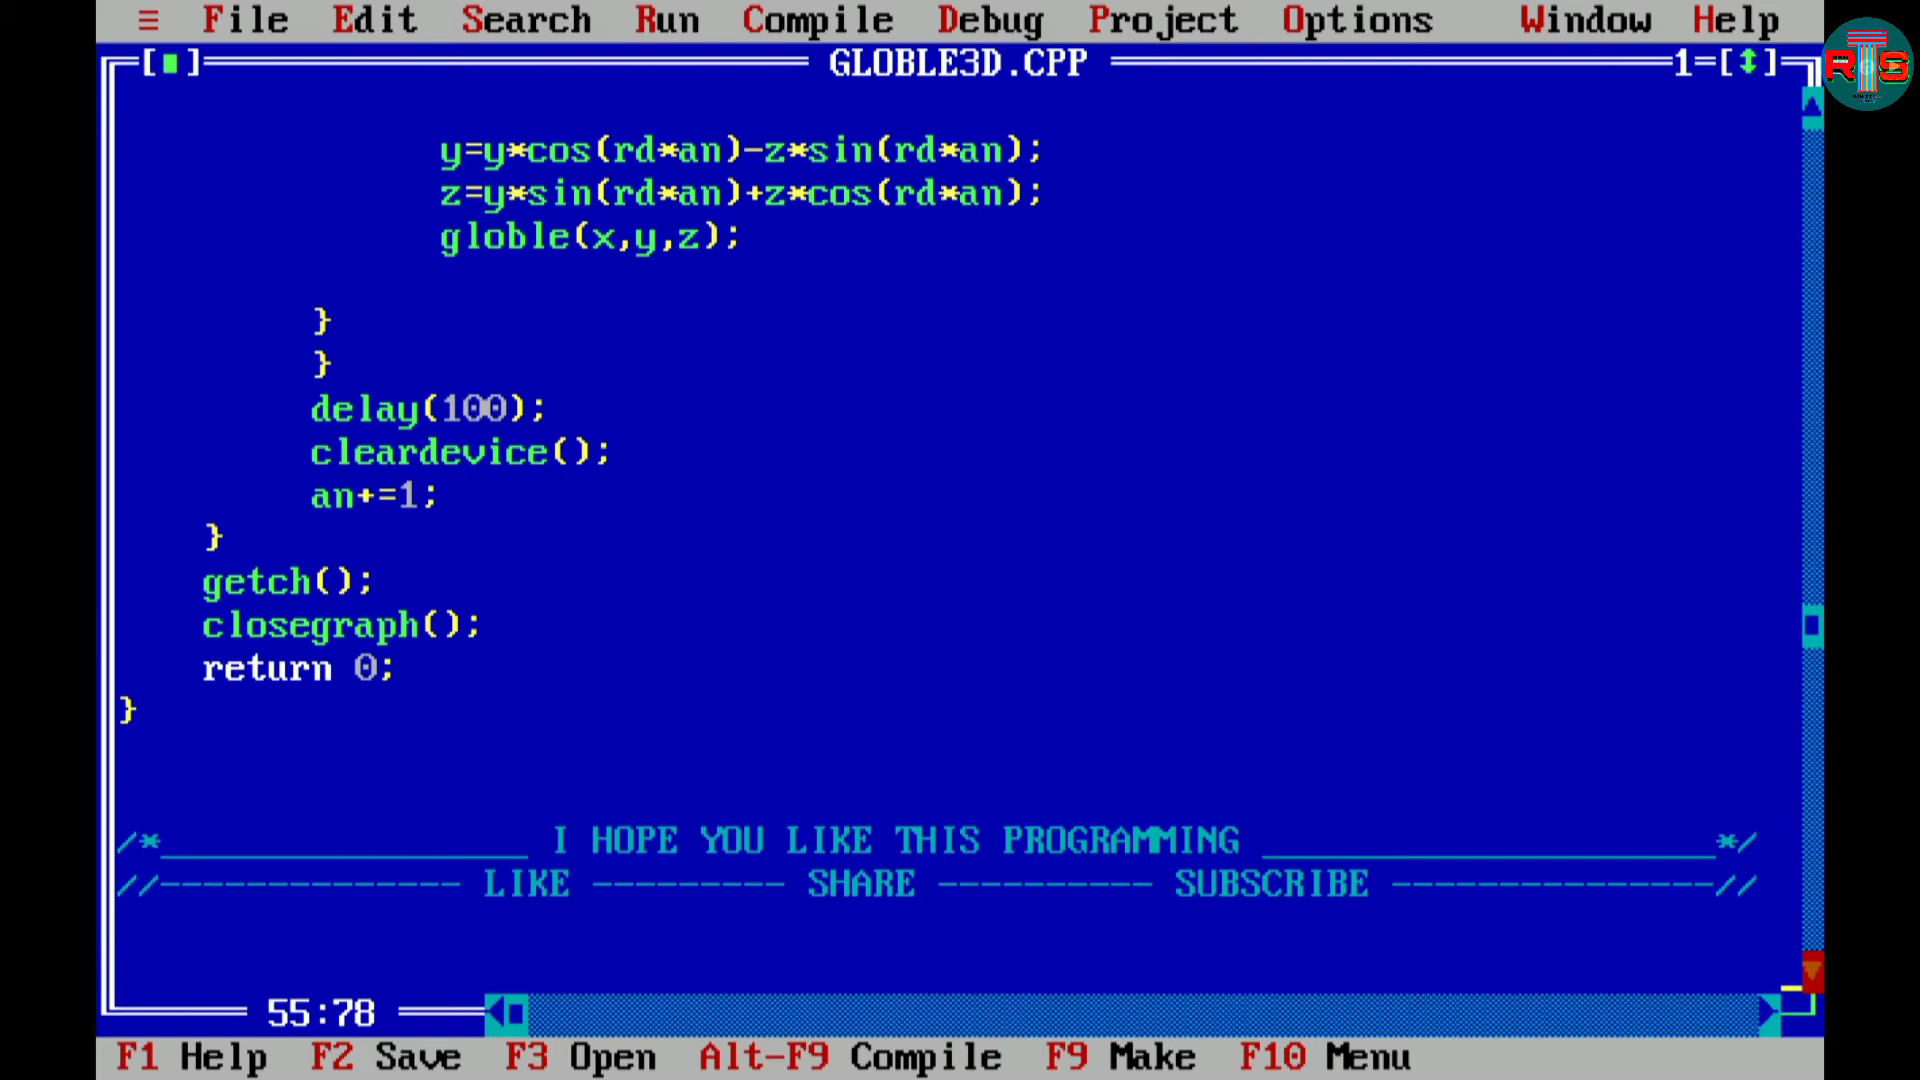 ≡ File Edit Search Run Compile Debug Project Options Window Help
[■] GLOBLE3D.CPP 1=[↕]
RTS
y=y*cos(rd*an)-z*sin(rd*an);
z=y*sin(rd*an)+z*cos(rd*an);
globle(x,y,z);
}
}
delay(100);
cleardevice();
an+=1;
}
getch();
closegraph();
return 0;
}
/*_________________ I HOPE YOU LIKE THIS PROGRAMMING _____________________*/
//-------------- LIKE --------- SHARE ---------- SUBSCRIBE ---------------//
55:78
F1 Help F2 Save F3 Open Alt-F9 Compile F9 Make F10 Menu